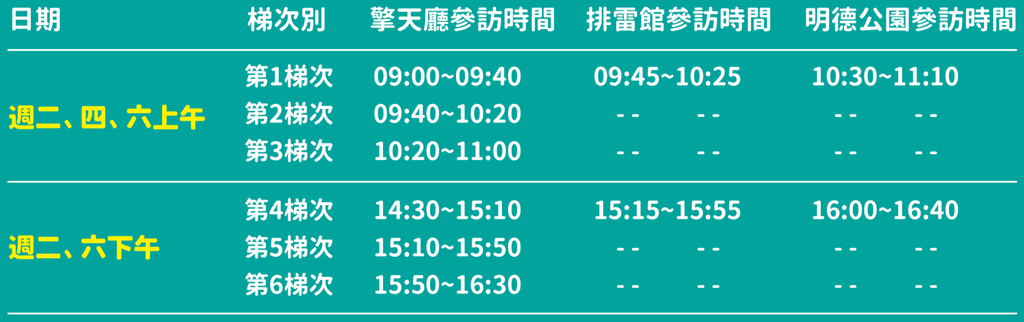 日期 梯次別 擎天廳參訪時間 排雷館參訪時間 明德公園參訪時間
第1梯次 09:00~09:40 09:45~10:25 10:30~11:10
週二、四、六上午 第2梯次 09:40~10:20 -- -- -- --
第3梯次 10:20~11:00 -- -- -- --
第4梯次 14:30~15:10 15:15~15:55 16:00~16:40
週二、六下午 第5梯次 15:10~15:50 -- -- -- --
第6梯次 15:50~16:30 -- -- -- --